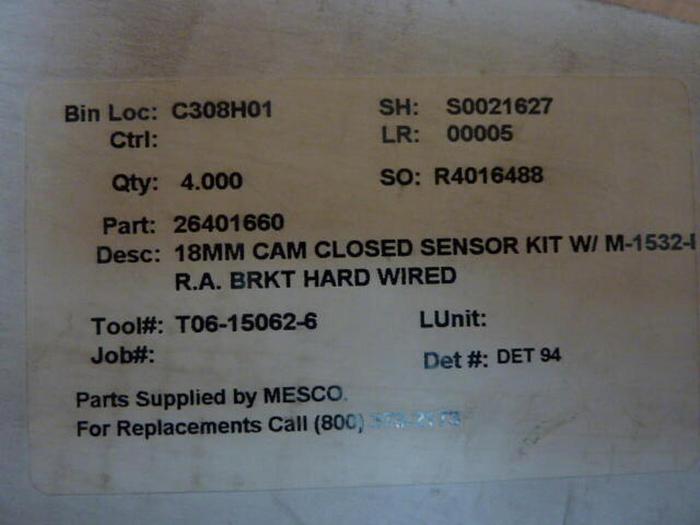 Bin Loc: C308H01 SH: S0021627
Ctrl: LR: 00005
Qty: 4.000 SO: R4016488
Part: 26401660
Desc: 18MM CAM CLOSED SENSOR KIT W/ M-1532-
R.A. BRKT HARD WIRED
Tool#: T06-15062-6 LUnit:
Job#: Det #: DET 94
Parts Supplied by MESCO.
For Replacements Call (800)